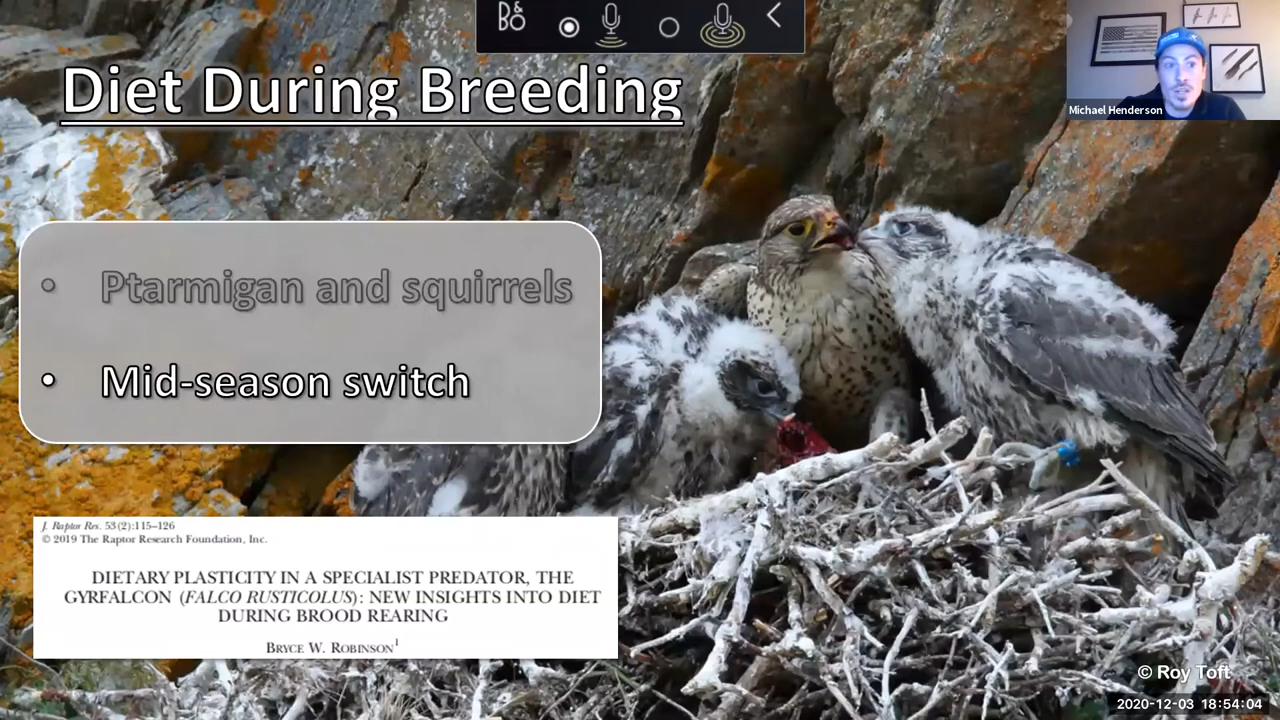 B&
BO
Diet During Breeding
Michael Henderson
• Ptarmigan and squirrels
• Mid-season switch
J. Raptor Res. 53(2):115–126
© 2019 The Raptor Research Foundation, Inc.
DIETARY PLASTICITY IN A SPECIALIST PREDATOR, THE
GYRFALCON (FALCO RUSTICOLUS): NEW INSIGHTS INTO DIET
DURING BROOD REARING
BRYCE W. ROBINSON¹
© Roy Toft
2020-12-03 18:54:04